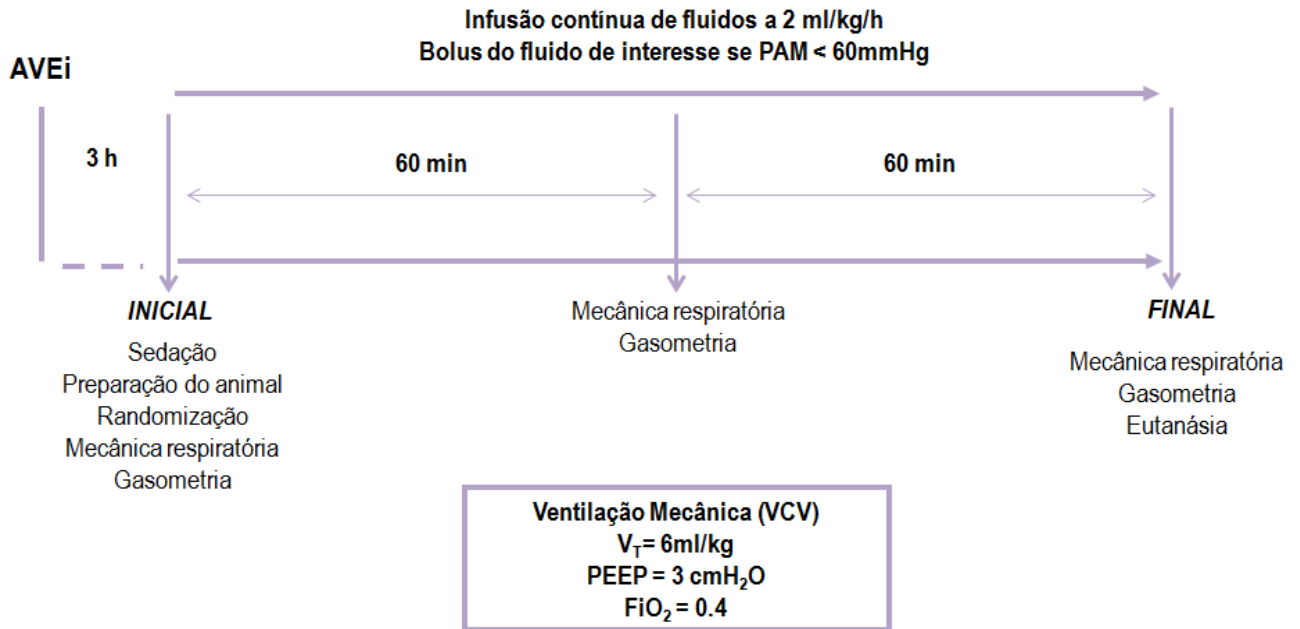 Infusão contínua de fluidos a 2 ml/kg/h
Bolus do fluido de interesse se PAM < 60mmHg
AVEi
3 h
60 min
60 min
INICIAL
Sedação
Preparação do animal
Randomização
Mecânica respiratória
Gasometria
Mecânica respiratória
Gasometria
FINAL
Mecânica respiratória
Gasometria
Eutanásia
Ventilação Mecânica (VCV)
V_T= 6ml/kg
PEEP = 3 cmH₂O
FiO₂ = 0.4